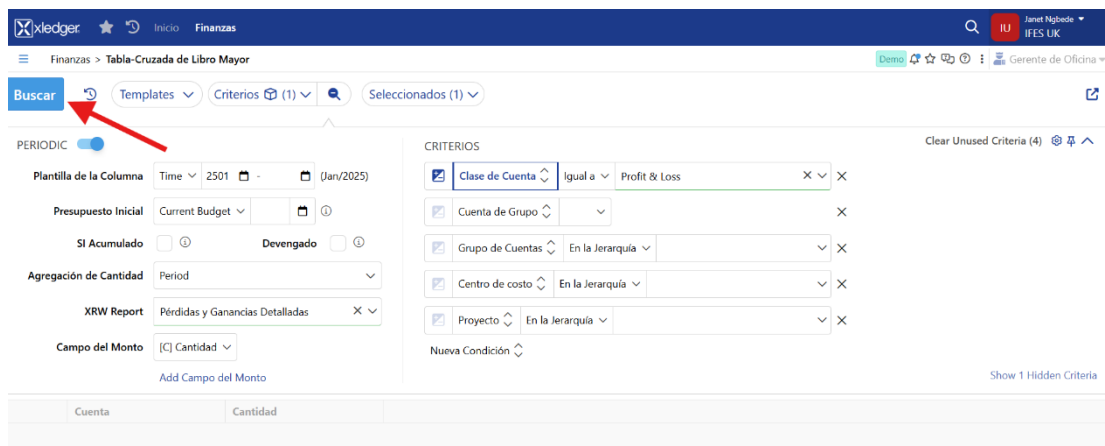 xledger Inicio Finanzas IU Janet Ngbede IFES UK
Finanzas > Tabla-Cruzada de Libro Mayor Demo Gerente de Oficina
Buscar Templates Criterios (1) Seleccionados (1)
PERIODIC
Plantilla de la Columna Time 2501 - (Jan/2025)
Presupuesto Inicial Current Budget
SI Acumulado Devengado
Agregación de Cantidad Period
XRW Report Pérdidas y Ganancias Detalladas
Campo del Monto [C] Cantidad
Add Campo del Monto
CRITERIOS Clear Unused Criteria (4)
Clase de Cuenta Igual a Profit & Loss
Cuenta de Grupo
Grupo de Cuentas En la Jerarquía
Centro de costo En la Jerarquía
Proyecto En la Jerarquía
Nueva Condición
Show 1 Hidden Criteria
Cuenta Cantidad